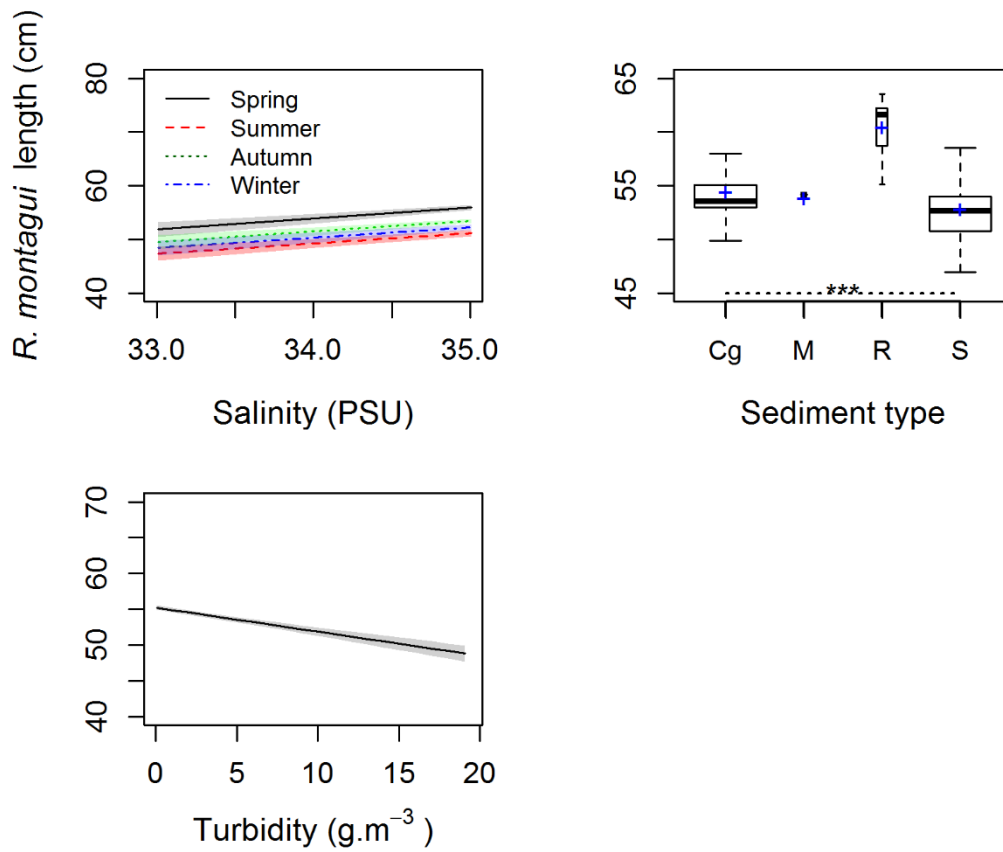 R. montagui length (cm)
80
60
40
Spring
Summer
Autumn
Winter
33.0 34.0 35.0
Salinity (PSU)
65
55
45
***
Cg M R S
Sediment type
70
60
50
40
0 5 10 15 20
Turbidity (g.m⁻³ )